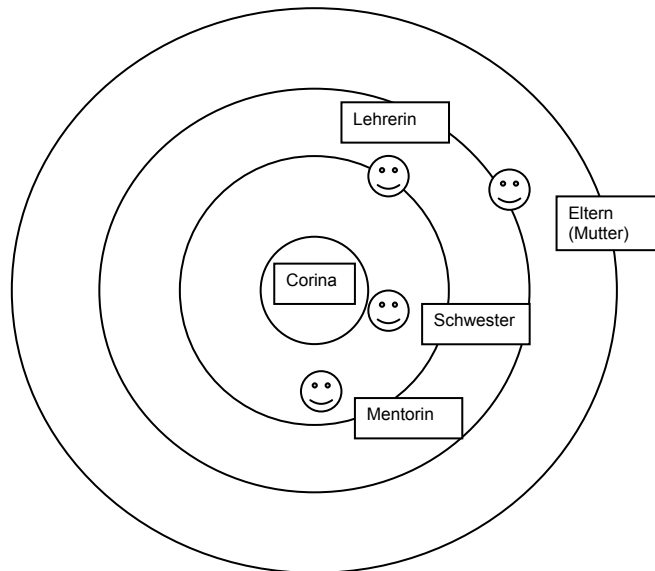 Lehrerin
Eltern
(Mutter)
Corina
Schwester
Mentorin